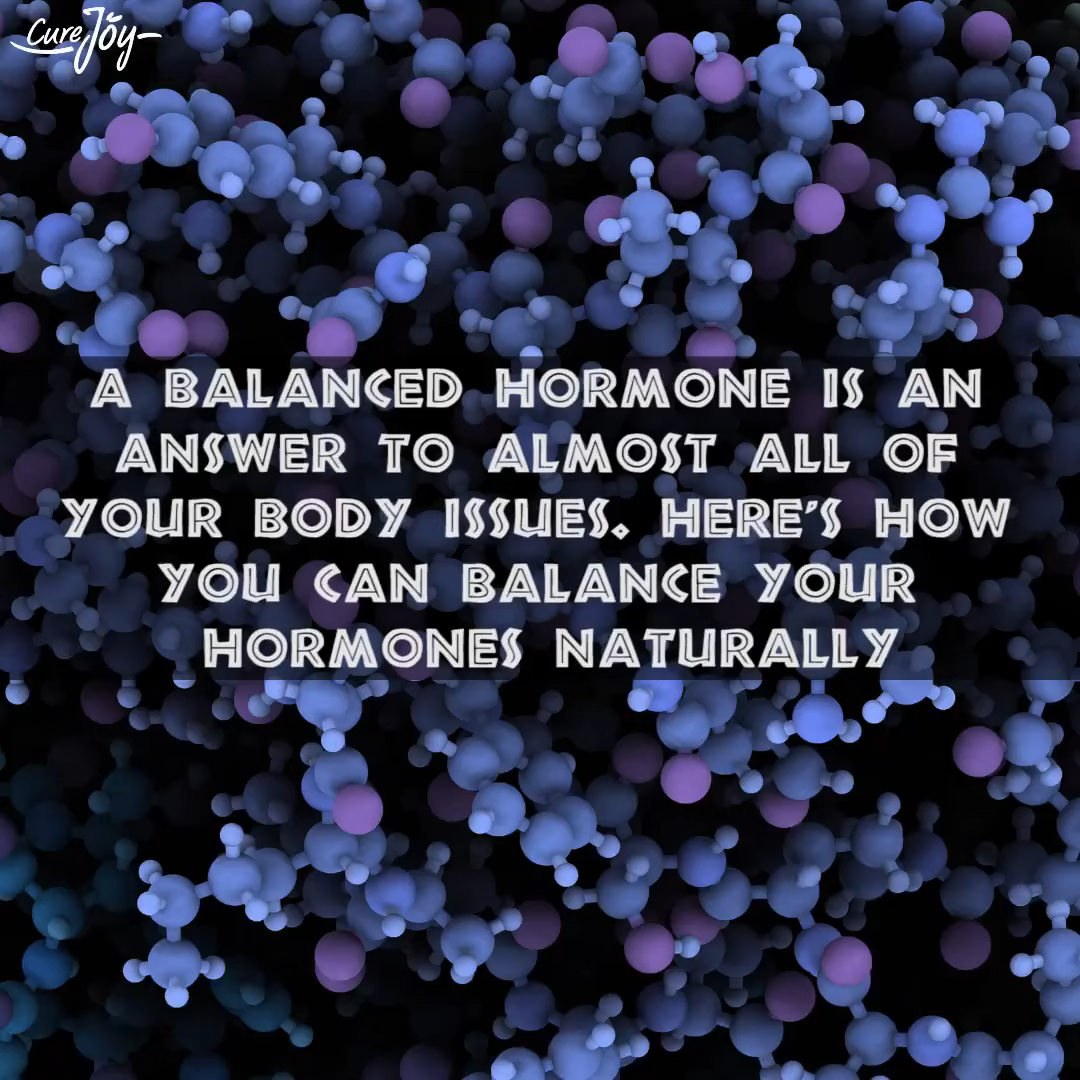 CureJoy
A BALANCED HORMONE IS AN
ANSWER TO ALMOST ALL OF
YOUR BODY ISSUES. HERE'S HOW
YOU CAN BALANCE YOUR
HORMONES NATURALLY